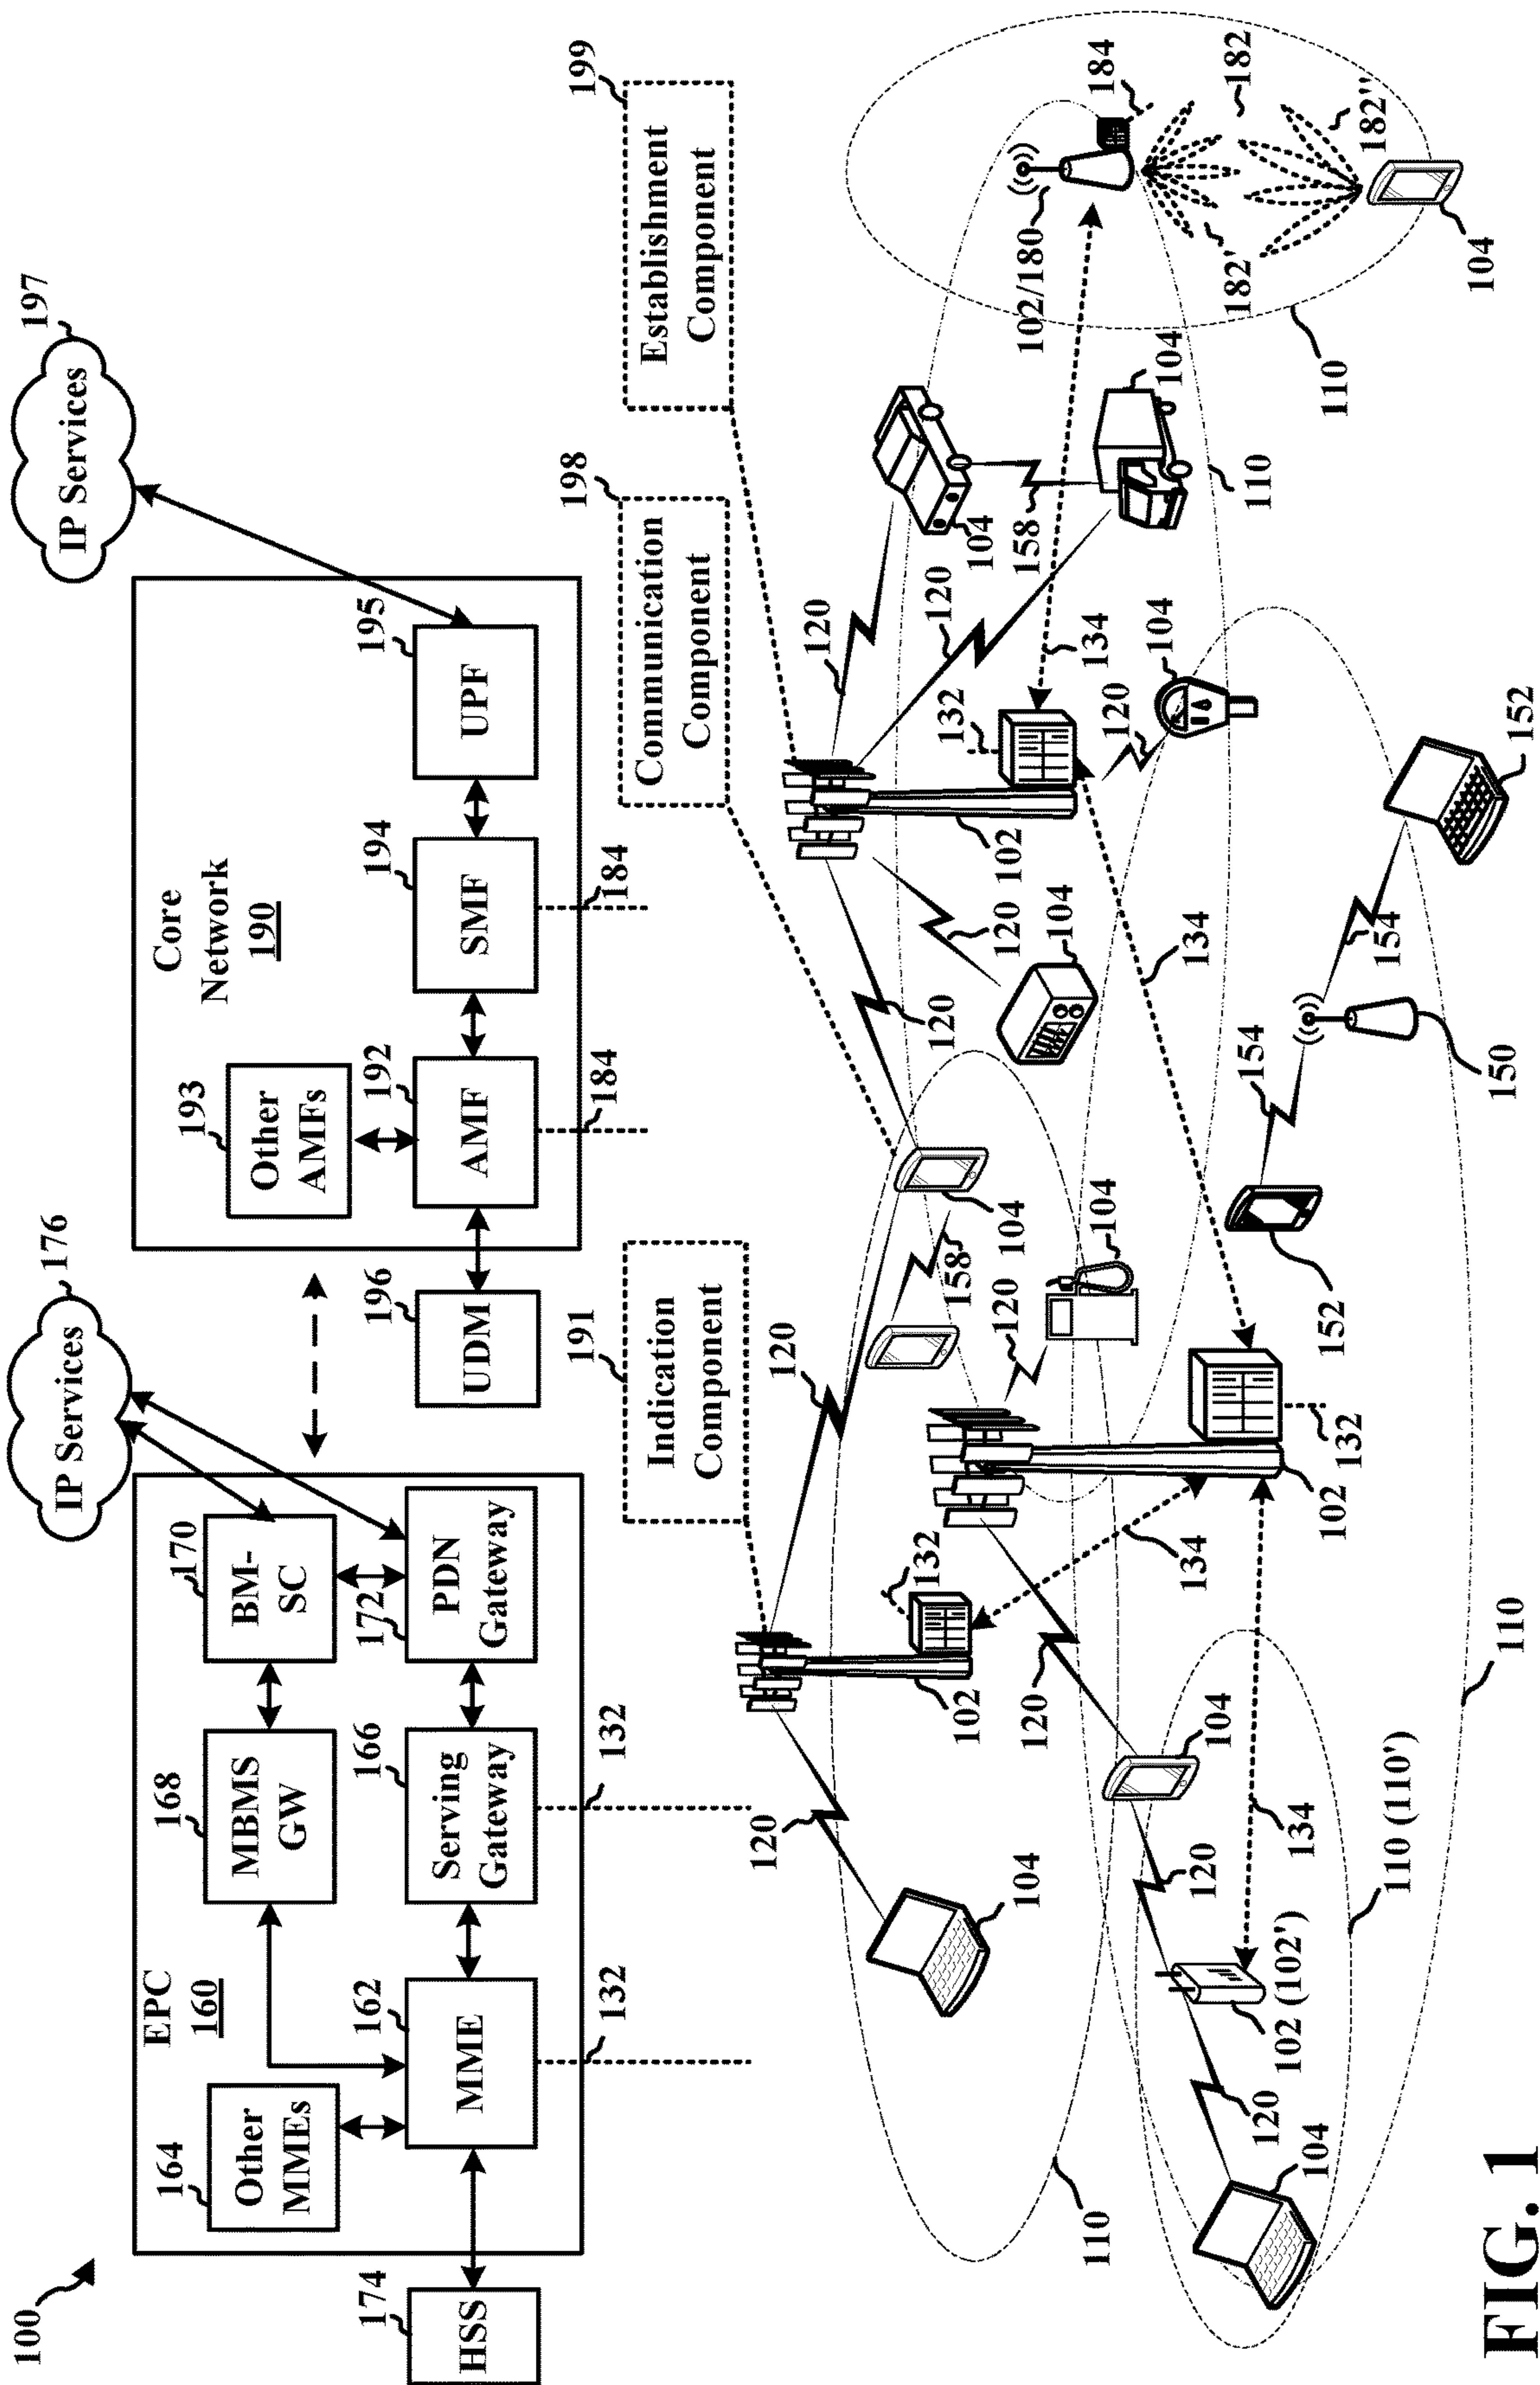 100
HSS
174
EPC
160
Other
MMEs
164
MME
162
132
MBMS
GW
168
Serving
Gateway
166
132
BM-
SC
170
PDN
Gateway
172
IP Services
176
UDM
196
Core
Network
190
Other
AMFs
193
AMF
192
184
SMF
194
184
UPF
195
IP Services
197
Indication
Component
191
Communication
Component
198
Establishment
Component
199
120
104
110
102
132
120
158
104
120
104
134
102
132
120
104
120
102 (102')
120
104
134
110 (110')
110
152
154
150
154
152
134
120
120
104
102
132
120
104
134
120
120
104
158
104
110
102/180
184
182'
182
182''
104
110
FIG. 1